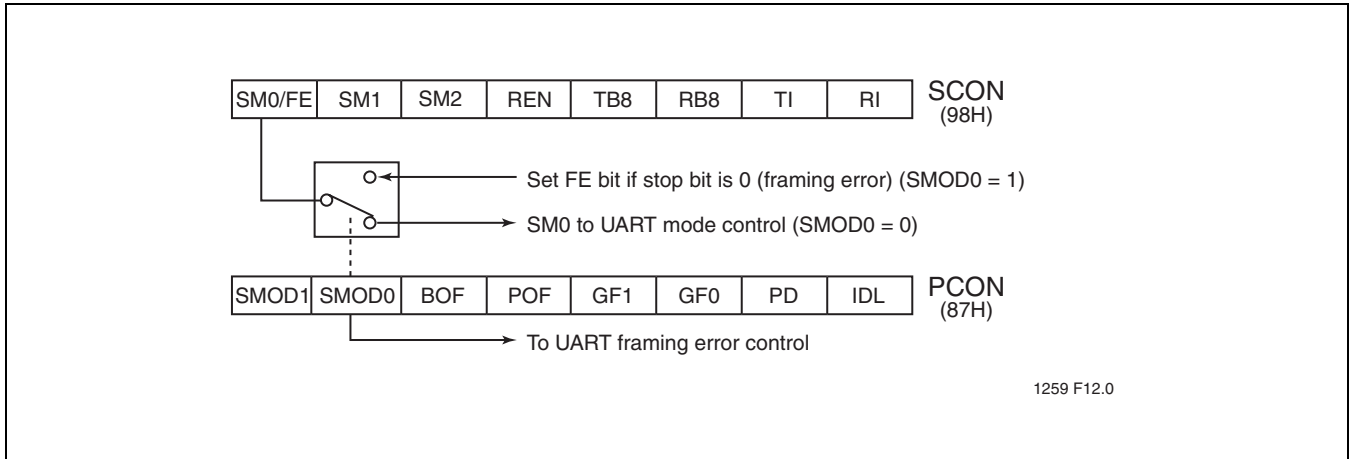 SM0/FE SM1 SM2 REN TB8 RB8 TI RI SCON
(98H)
Set FE bit if stop bit is 0 (framing error) (SMOD0 = 1)
SM0 to UART mode control (SMOD0 = 0)
SMOD1 SMOD0 BOF POF GF1 GF0 PD IDL PCON
(87H)
To UART framing error control
1259 F12.0